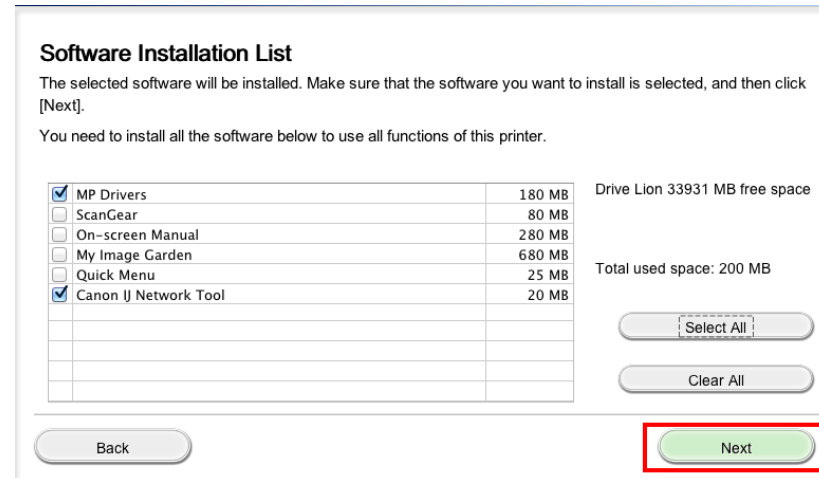 Software Installation List
The selected software will be installed. Make sure that the software you want to install is selected, and then click
[Next].
You need to install all the software below to use all functions of this printer.
MP Drivers 180 MB
ScanGear 80 MB
On-screen Manual 280 MB
My Image Garden 680 MB
Quick Menu 25 MB
Canon IJ Network Tool 20 MB
Drive Lion 33931 MB free space
Total used space: 200 MB
Select All
Clear All
Back
Next